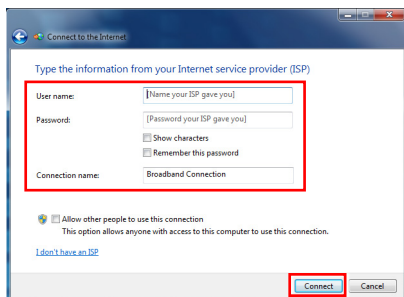 Connect to the Internet
Type the information from your Internet service provider (ISP)
User name: [Name your ISP gave you]
Password: [Password your ISP gave you]
Show characters
Remember this password
Connection name: Broadband Connection
Allow other people to use this connection
This option allows anyone with access to this computer to use this connection.
I don't have an ISP
Connect Cancel